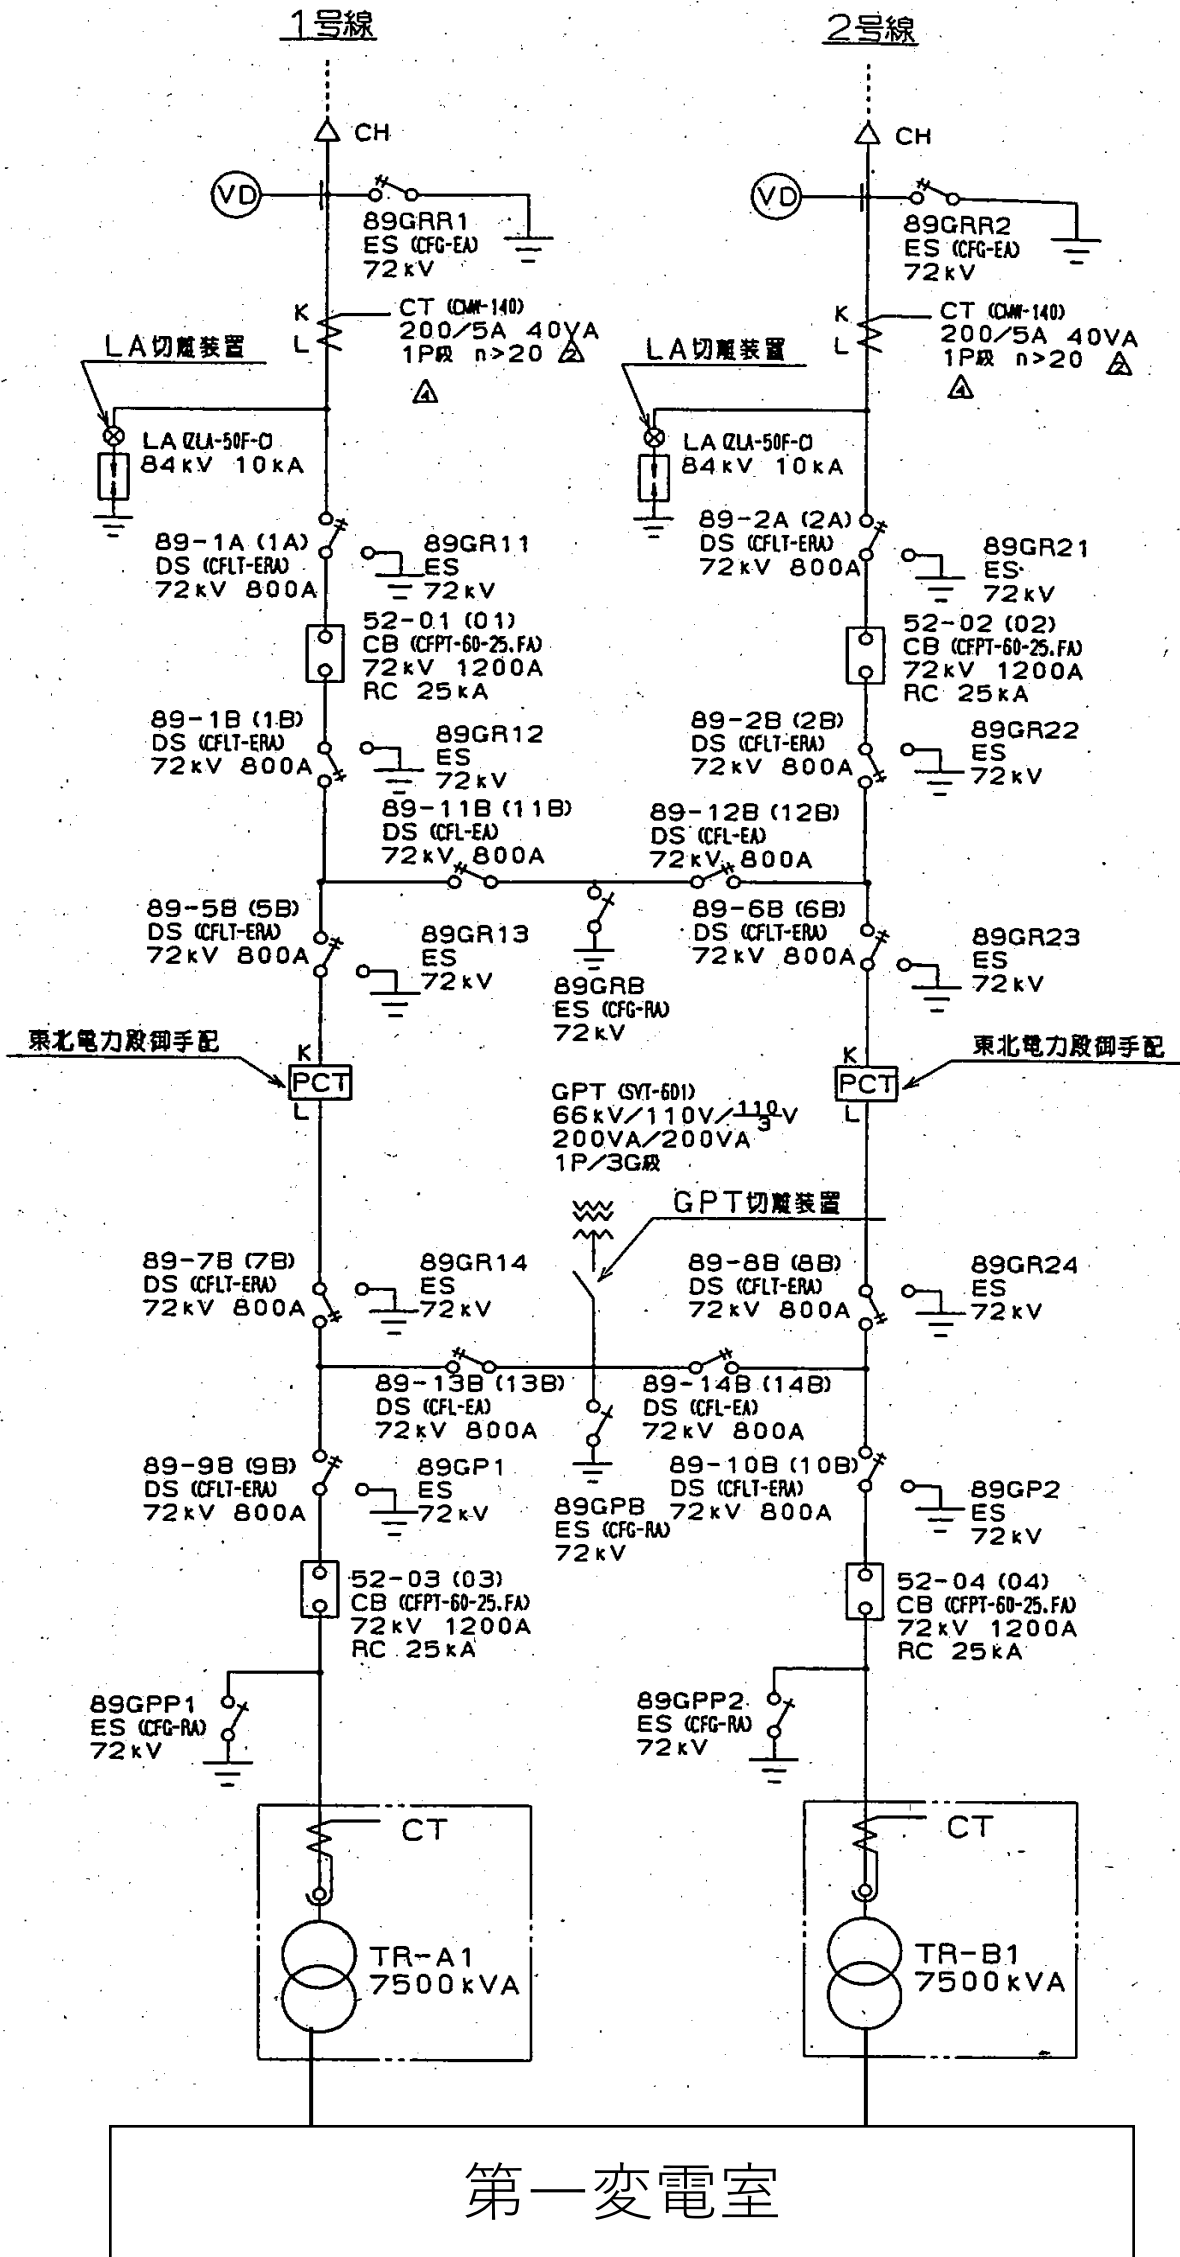 1号線
2号線
CH
CH
VD
VD
89GRR1
ES (CFG-EA)
72kV
89GRR2
ES (CFG-EA)
72kV
K
L
CT (CMW-140)
200/5A 40VA
1P級 n>20 2
4
K
L
CT (CMW-140)
200/5A 40VA
1P級 n>20 2
4
LA切離装置
LA切離装置
LA (ZLA-50F-C)
84kV 10kA
LA (ZLA-50F-C)
84kV 10kA
89-1A (1A)
DS (CFLT-ERA)
72kV 800A
89GR11
ES
72kV
89-2A (2A)
DS (CFLT-ERA)
72kV 800A
89GR21
ES
72kV
52-01 (01)
CB (CFPT-60-25.FA)
72kV 1200A
RC 25kA
52-02 (02)
CB (CFPT-60-25.FA)
72kV 1200A
RC 25kA
89-1B (1B)
DS (CFLT-ERA)
72kV 800A
89GR12
ES
72kV
89-2B (2B)
DS (CFLT-ERA)
72kV 800A
89GR22
ES
72kV
89-11B (11B)
DS (CFL-EA)
72kV 800A
89-12B (12B)
DS (CFL-EA)
72kV 800A
89-5B (5B)
DS (CFLT-ERA)
72kV 800A
89GR13
ES
72kV
89GRB
ES (CFG-RA)
72kV
89-6B (6B)
DS (CFLT-ERA)
72kV 800A
89GR23
ES
72kV
東北電力殿御手配
K
PCT
L
東北電力殿御手配
K
PCT
L
GPT (SVT-601)
66kV/110V/110/3V
200VA/200VA
1P/3G級
GPT切離装置
89-7B (7B)
DS (CFLT-ERA)
72kV 800A
89GR14
ES
72kV
89-8B (8B)
DS (CFLT-ERA)
72kV 800A
89GR24
ES
72kV
89-13B (13B)
DS (CFL-EA)
72kV 800A
89-14B (14B)
DS (CFL-EA)
72kV 800A
89-9B (9B)
DS (CFLT-ERA)
72kV 800A
89GP1
ES
72kV
89GPB
ES (CFG-RA)
72kV
89-10B (10B)
DS (CFLT-ERA)
72kV 800A
89GP2
ES
72kV
52-03 (03)
CB (CFPT-60-25.FA)
72kV 1200A
RC 25kA
52-04 (04)
CB (CFPT-60-25.FA)
72kV 1200A
RC 25kA
89GPP1
ES (CFG-RA)
72kV
89GPP2
ES (CFG-RA)
72kV
CT
CT
TR-A1
7500kVA
TR-B1
7500kVA
第一変電室